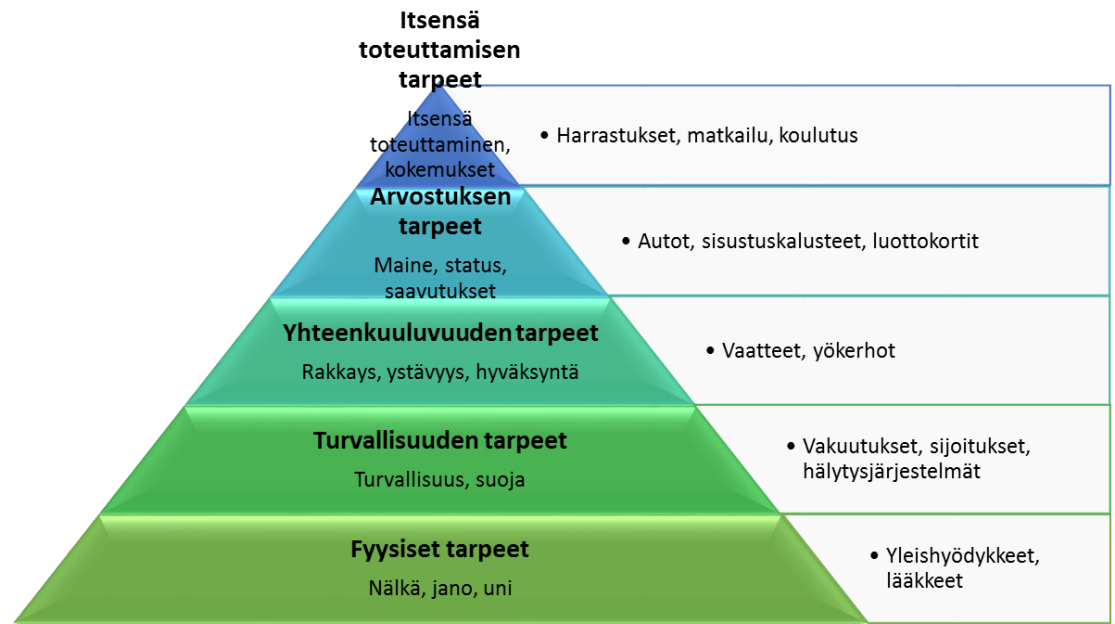 Itsensä
toteuttamisen
tarpeet
Itsensä
toteuttaminen,
kokemukset
• Harrastukset, matkailu, koulutus
Arvostuksen
tarpeet
Maine, status,
saavutukset
• Autot, sisustuskalusteet, luottokortit
Yhteenkuuluvuuden tarpeet
Rakkays, ystävyys, hyväksyntä
• Vaatteet, yökerhot
Turvallisuuden tarpeet
Turvallisuus, suoja
• Vakuutukset, sijoitukset,
hälytysjärjestelmät
Fyysiset tarpeet
Nälkä, jano, uni
• Yleishyödykkeet,
lääkkeet